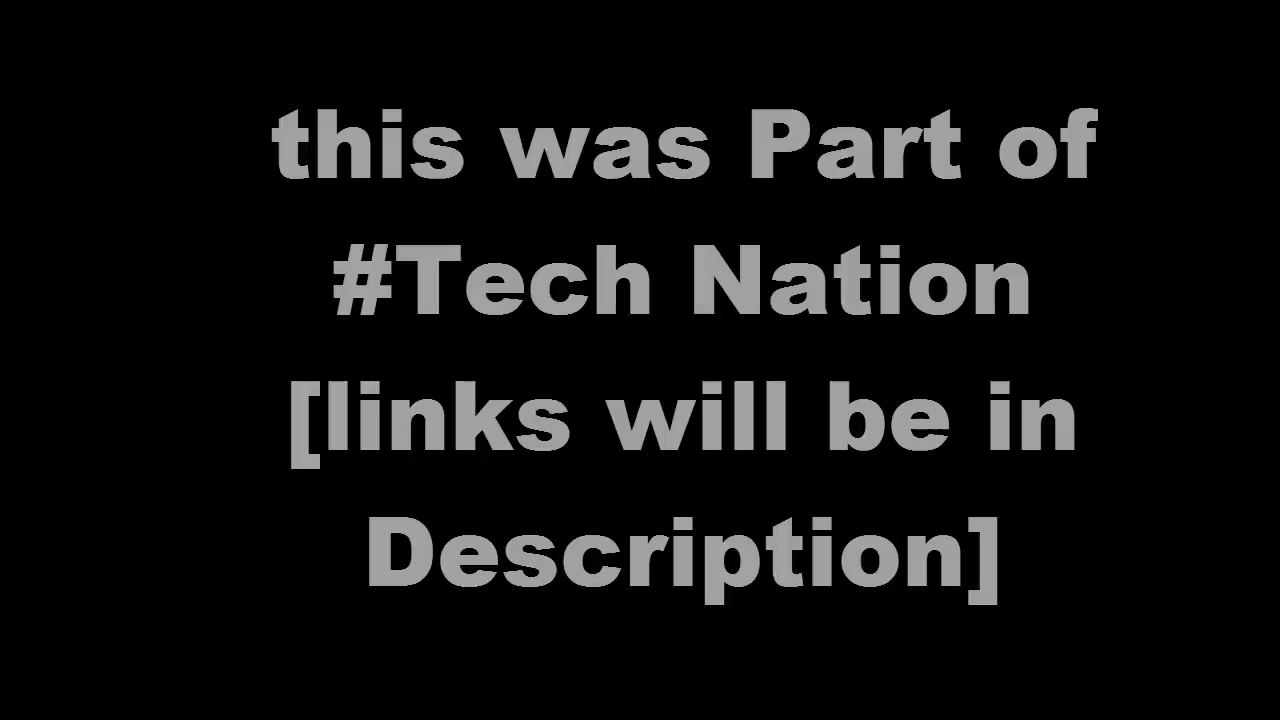 this was Part of
#Tech Nation
[links will be in
Description]